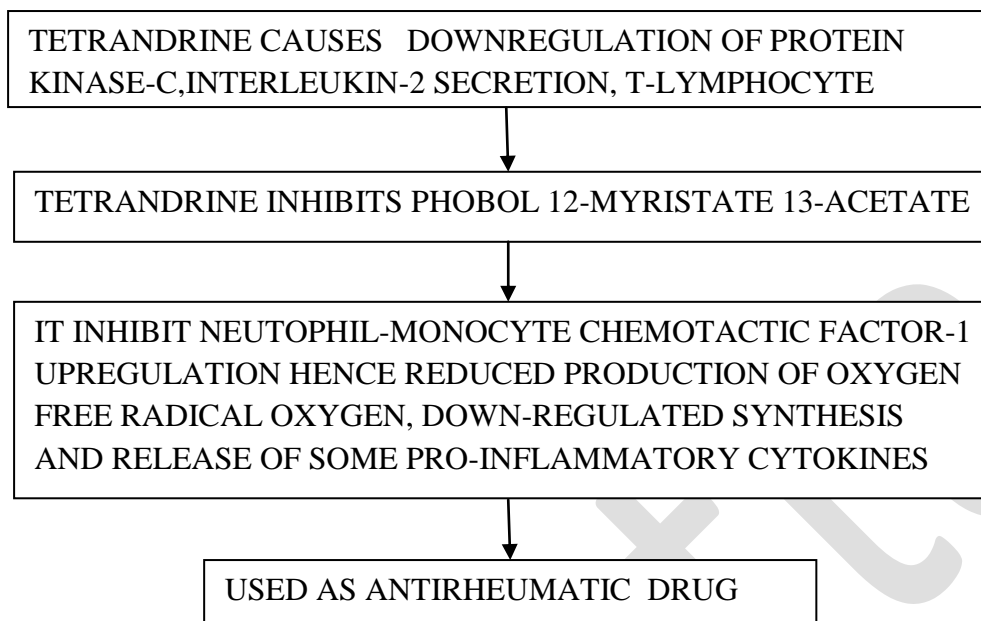 TETRANDRINE CAUSES DOWNREGULATION OF PROTEIN
KINASE-C,INTERLEUKIN-2 SECRETION, T-LYMPHOCYTE
TETRANDRINE INHIBITS PHOBOL 12-MYRISTATE 13-ACETATE
IT INHIBIT NEUTOPHIL-MONOCYTE CHEMOTACTIC FACTOR-1
UPREGULATION HENCE REDUCED PRODUCTION OF OXYGEN
FREE RADICAL OXYGEN, DOWN-REGULATED SYNTHESIS
AND RELEASE OF SOME PRO-INFLAMMATORY CYTOKINES
USED AS ANTIRHEUMATIC DRUG